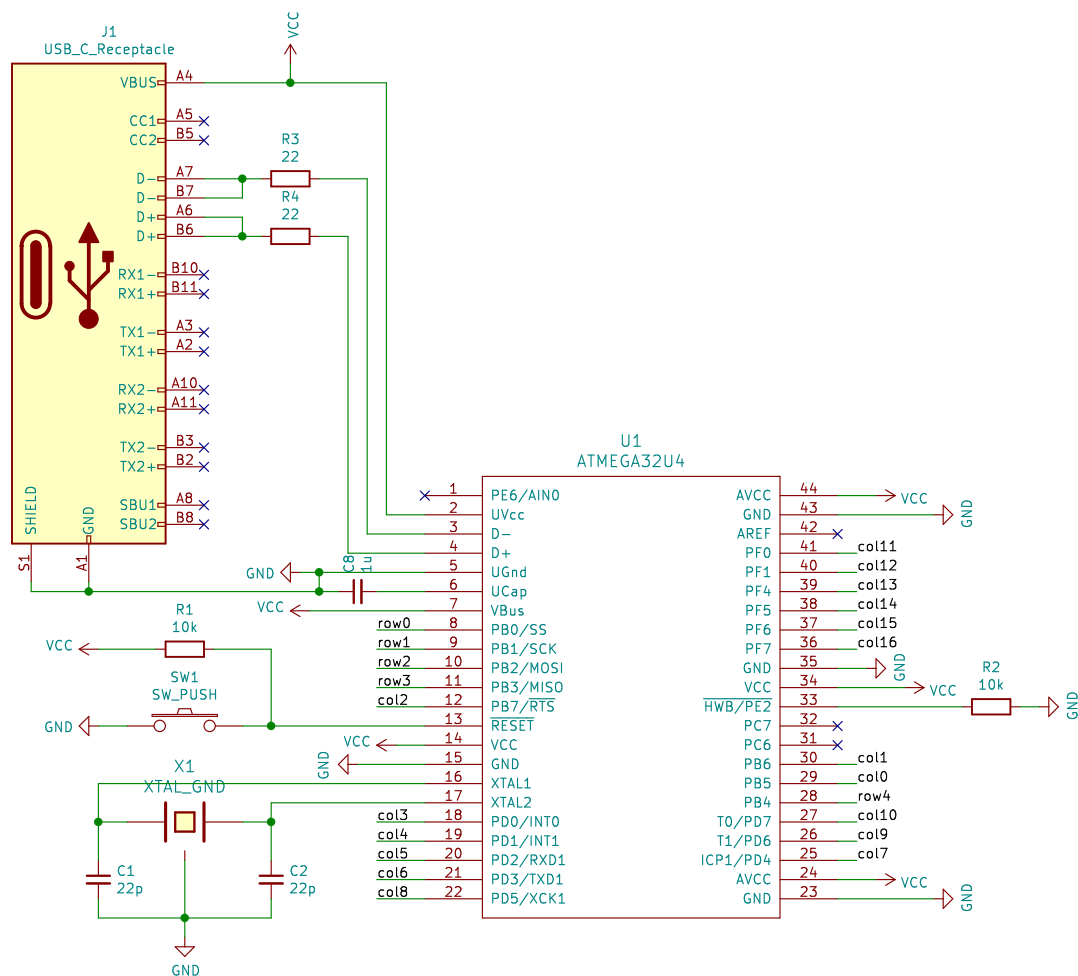 J1
USB_C_Receptacle
VCC
VBUS A4
CC1 A5
CC2 B5
D- A7
D- B7
D+ A6
D+ B6
R3
22
R4
22
RX1- B10
RX1+ B11
TX1- A3
TX1+ A2
RX2- A10
RX2+ A11
TX2- B3
TX2+ B2
SBU1 A8
SBU2 B8
SHIELD
GND
S1
A1
U1
ATMEGA32U4
1 PE6/AIN0
2 UVcc
3 D-
4 D+
GND
C8
1u
5 UGnd
6 UCap
VCC
7 VBus
row0 8 PB0/SS
row1 9 PB1/SCK
row2 10 PB2/MOSI
row3 11 PB3/MISO
col2 12 PB7/RTS
13 RESET
VCC 14 VCC
GND 15 GND
16 XTAL1
17 XTAL2
col3 18 PD0/INT0
col4 19 PD1/INT1
col5 20 PD2/RXD1
col6 21 PD3/TXD1
col8 22 PD5/XCK1
AVCC 44 VCC
GND 43 GND
AREF 42
PF0 41 col11
PF1 40 col12
PF4 39 col13
PF5 38 col14
PF6 37 col15
PF7 36 col16
GND 35 GND
VCC 34 VCC
HWB/PE2 33
R2
10k
GND
PC7 32
PC6 31
PB6 30 col1
PB5 29 col0
PB4 28 row4
T0/PD7 27 col10
T1/PD6 26 col9
ICP1/PD4 25 col7
AVCC 24 VCC
GND 23 GND
R1
10k
VCC
SW1
SW_PUSH
GND
X1
XTAL_GND
C1
22p
C2
22p
GND